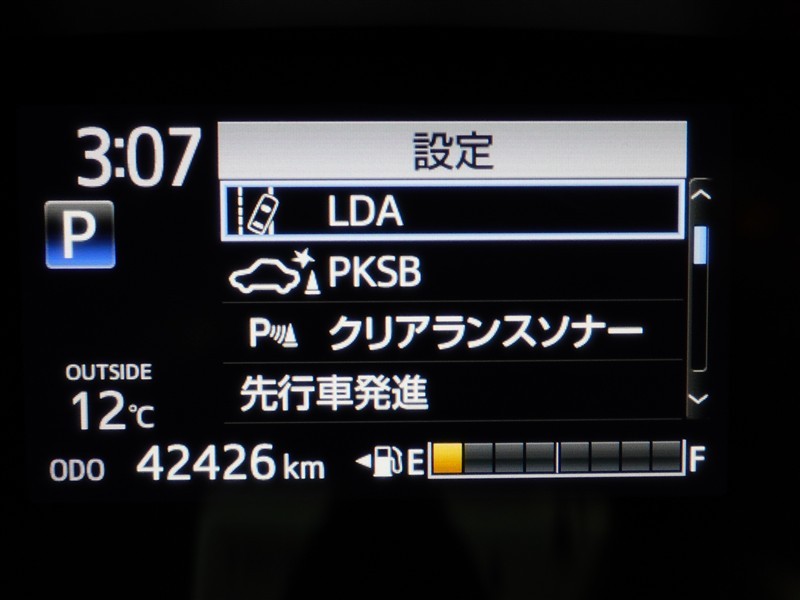 3:07
設定
P
LDA
PKSB
P クリアランスソナー
先行車発進
OUTSIDE
12℃
ODO 42426 km
E F